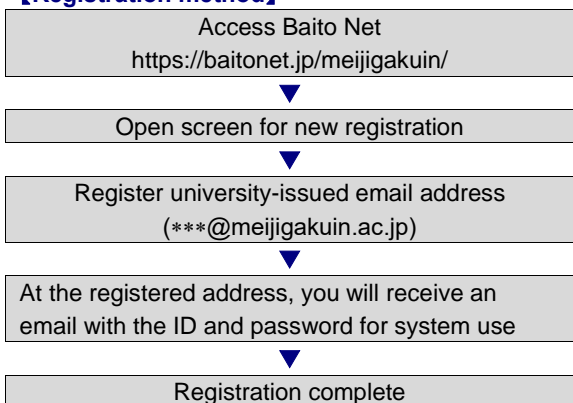 【Registration method】
Access Baito Net
https://baitonet.jp/meijigakuin/
▼
Open screen for new registration
▼
Register university-issued email address
(***@meijigakuin.ac.jp)
▼
At the registered address, you will receive an
email with the ID and password for system use
▼
Registration complete